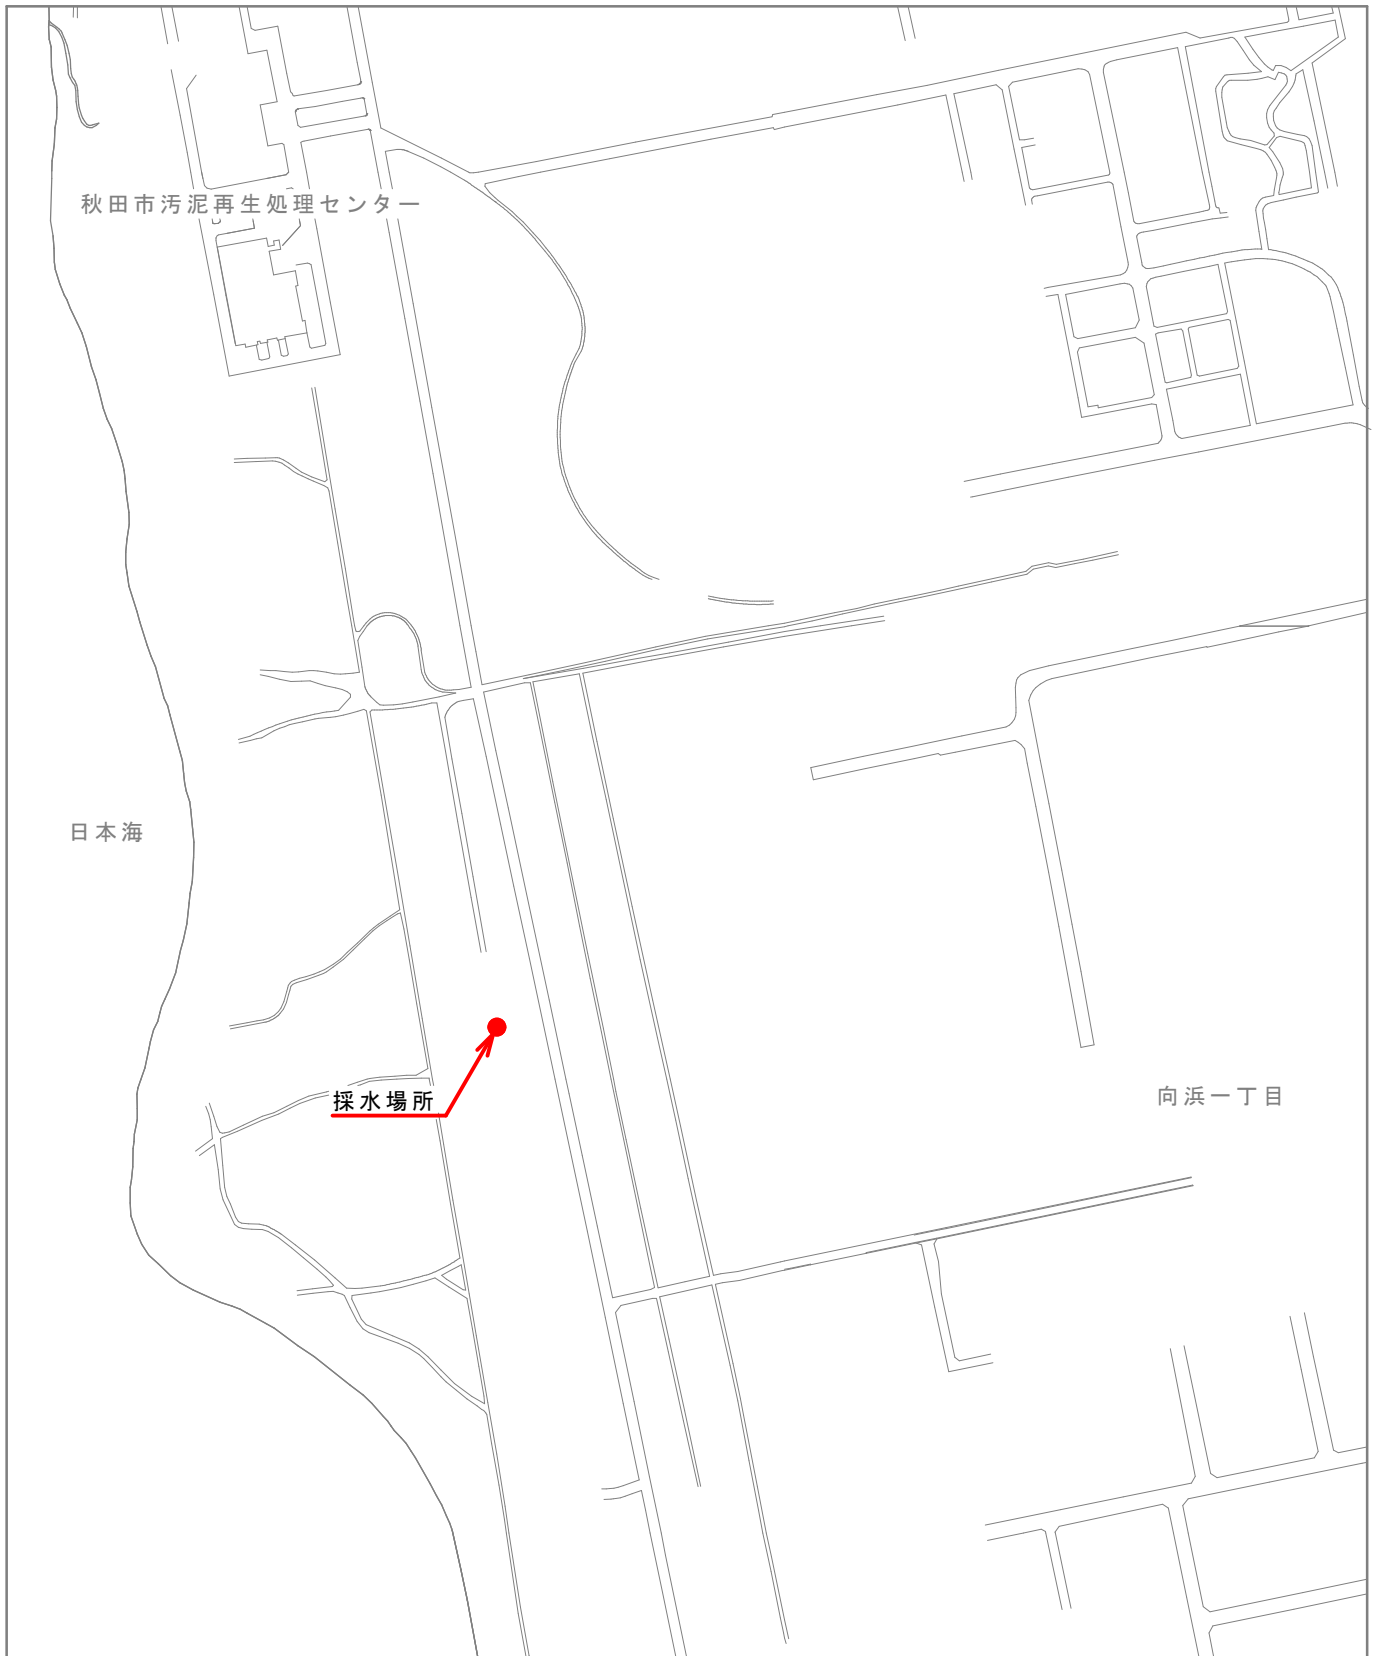 秋田市汚泥再生処理センター
日本海
向浜一丁目
採水場所